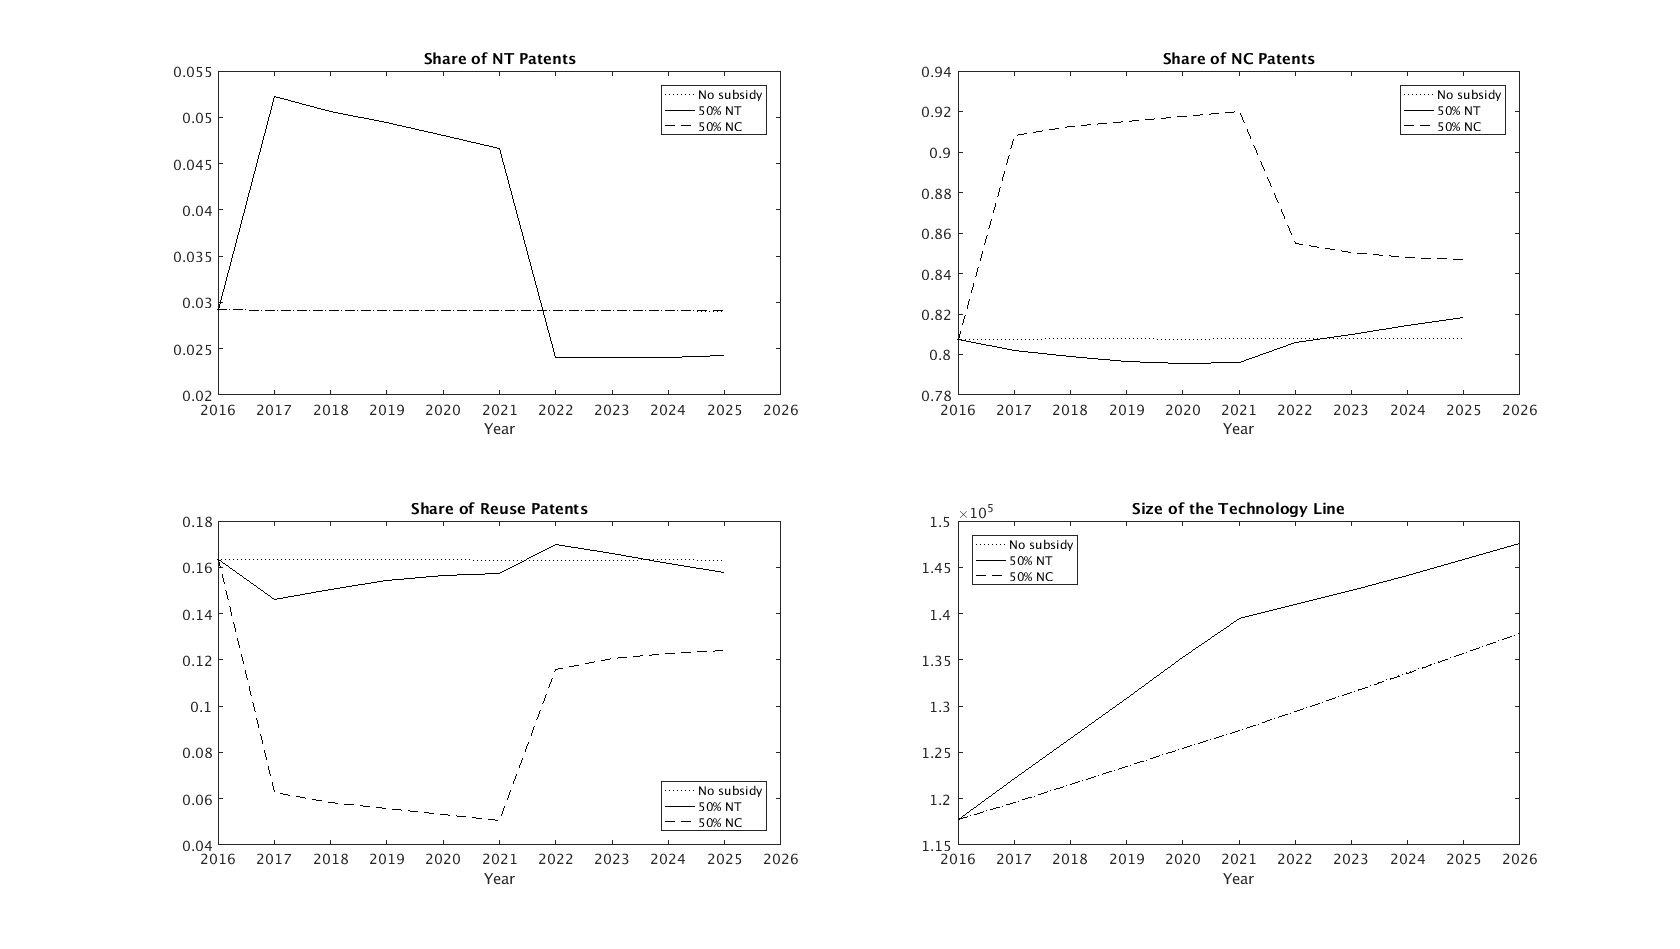 Share of NT Patents
0.055
0.05
0.045
0.04
0.035
0.03
0.025
0.02
2016 2017 2018 2019 2020 2021 2022 2023 2024 2025 2026
Year
No subsidy
50% NT
50% NC
Share of NC Patents
0.94
0.92
0.9
0.88
0.86
0.84
0.82
0.8
0.78
2016 2017 2018 2019 2020 2021 2022 2023 2024 2025 2026
Year
No subsidy
50% NT
50% NC
Share of Reuse Patents
0.18
0.16
0.14
0.12
0.1
0.08
0.06
0.04
2016 2017 2018 2019 2020 2021 2022 2023 2024 2025 2026
Year
No subsidy
50% NT
50% NC
Size of the Technology Line
×10⁵
1.5
1.45
1.4
1.35
1.3
1.25
1.2
1.15
2016 2017 2018 2019 2020 2021 2022 2023 2024 2025 2026
Year
No subsidy
50% NT
50% NC